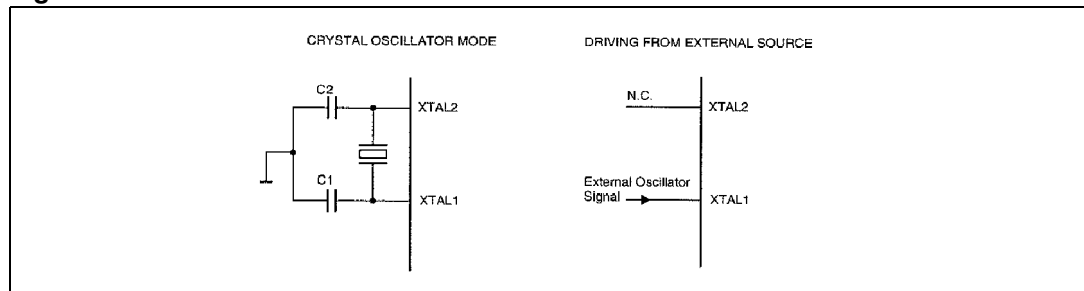 CRYSTAL OSCILLATOR MODE
C2
XTAL2
C1
XTAL1
DRIVING FROM EXTERNAL SOURCE
N.C.
XTAL2
External Oscillator
Signal
XTAL1